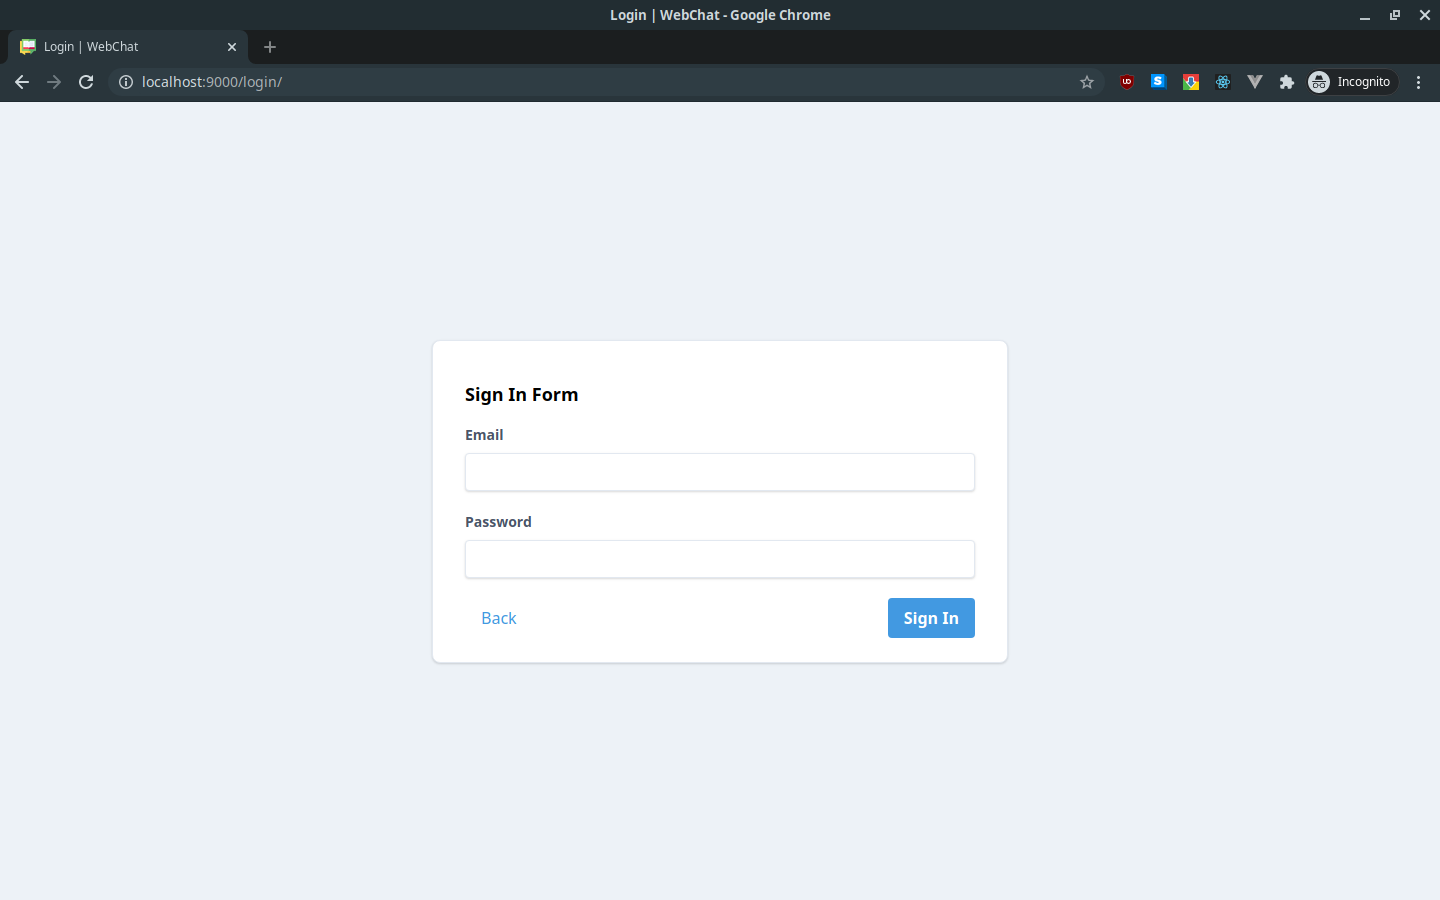 Login | WebChat - Google Chrome
Login | WebChat
localhost:9000/login/
Incognito
Sign In Form
Email
Password
Back
Sign In